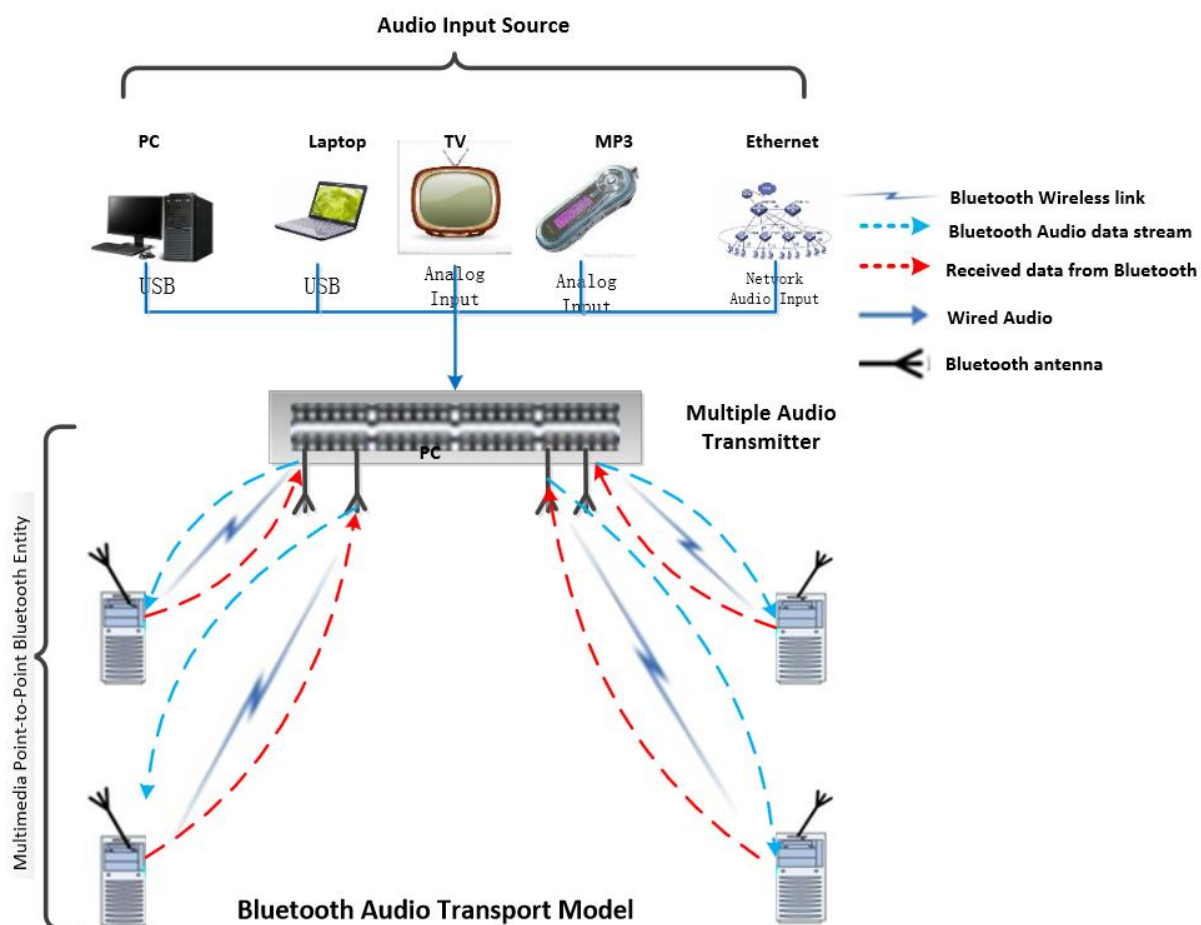 Audio Input Source
PC
Laptop
TV
MP3
Ethernet
USB
USB
Analog
Input
Analog
Input
Network
Audio Input
Bluetooth Wireless link
Bluetooth Audio data stream
Received data from Bluetooth
Wired Audio
Bluetooth antenna
PC
Multiple Audio
Transmitter
Multimedia Point-to-Point Bluetooth Entity
Bluetooth Audio Transport Model